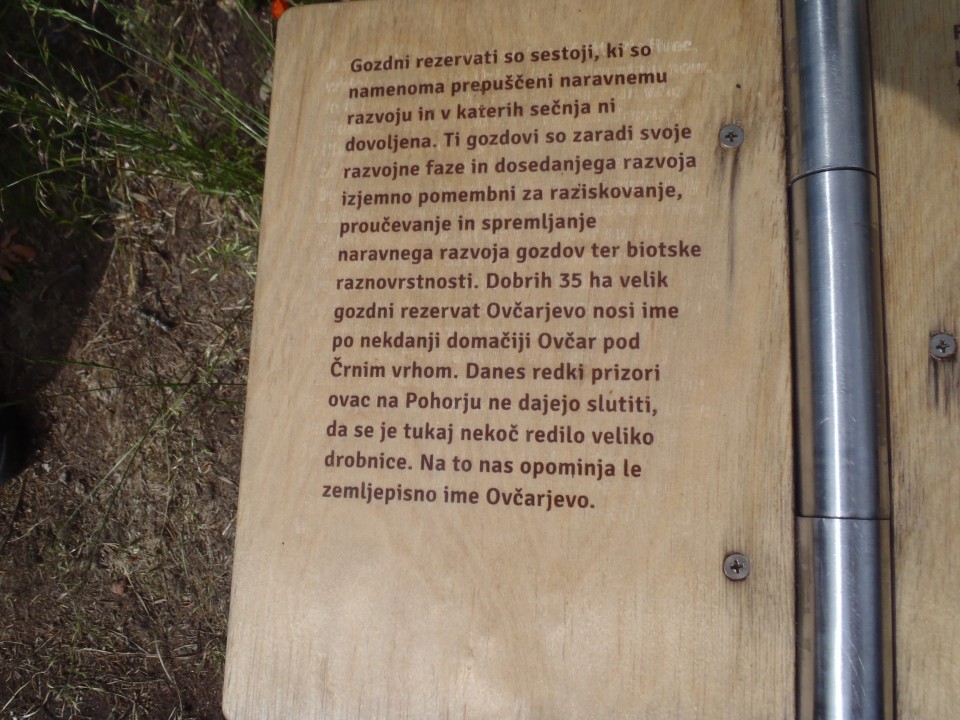 Gozdni rezervati so sestoji, ki so
namenoma prepuščeni naravnemu
razvoju in v katerih sečnja ni
dovoljena. Ti gozdovi so zaradi svoje
razvojne faze in dosedanjega razvoja
izjemno pomembni za raziskovanje,
proučevanje in spremljanje
naravnega razvoja gozdov ter biotske
raznovrstnosti. Dobrih 35 ha velik
gozdni rezervat Ovčarjevo nosi ime
po nekdanji domačiji Ovčar pod
Črnim vrhom. Danes redki prizori
ovac na Pohorju ne dajejo slutiti,
da se je tukaj nekoč redilo veliko
drobnice. Na to nas opominja le
zemljepisno ime Ovčarjevo.